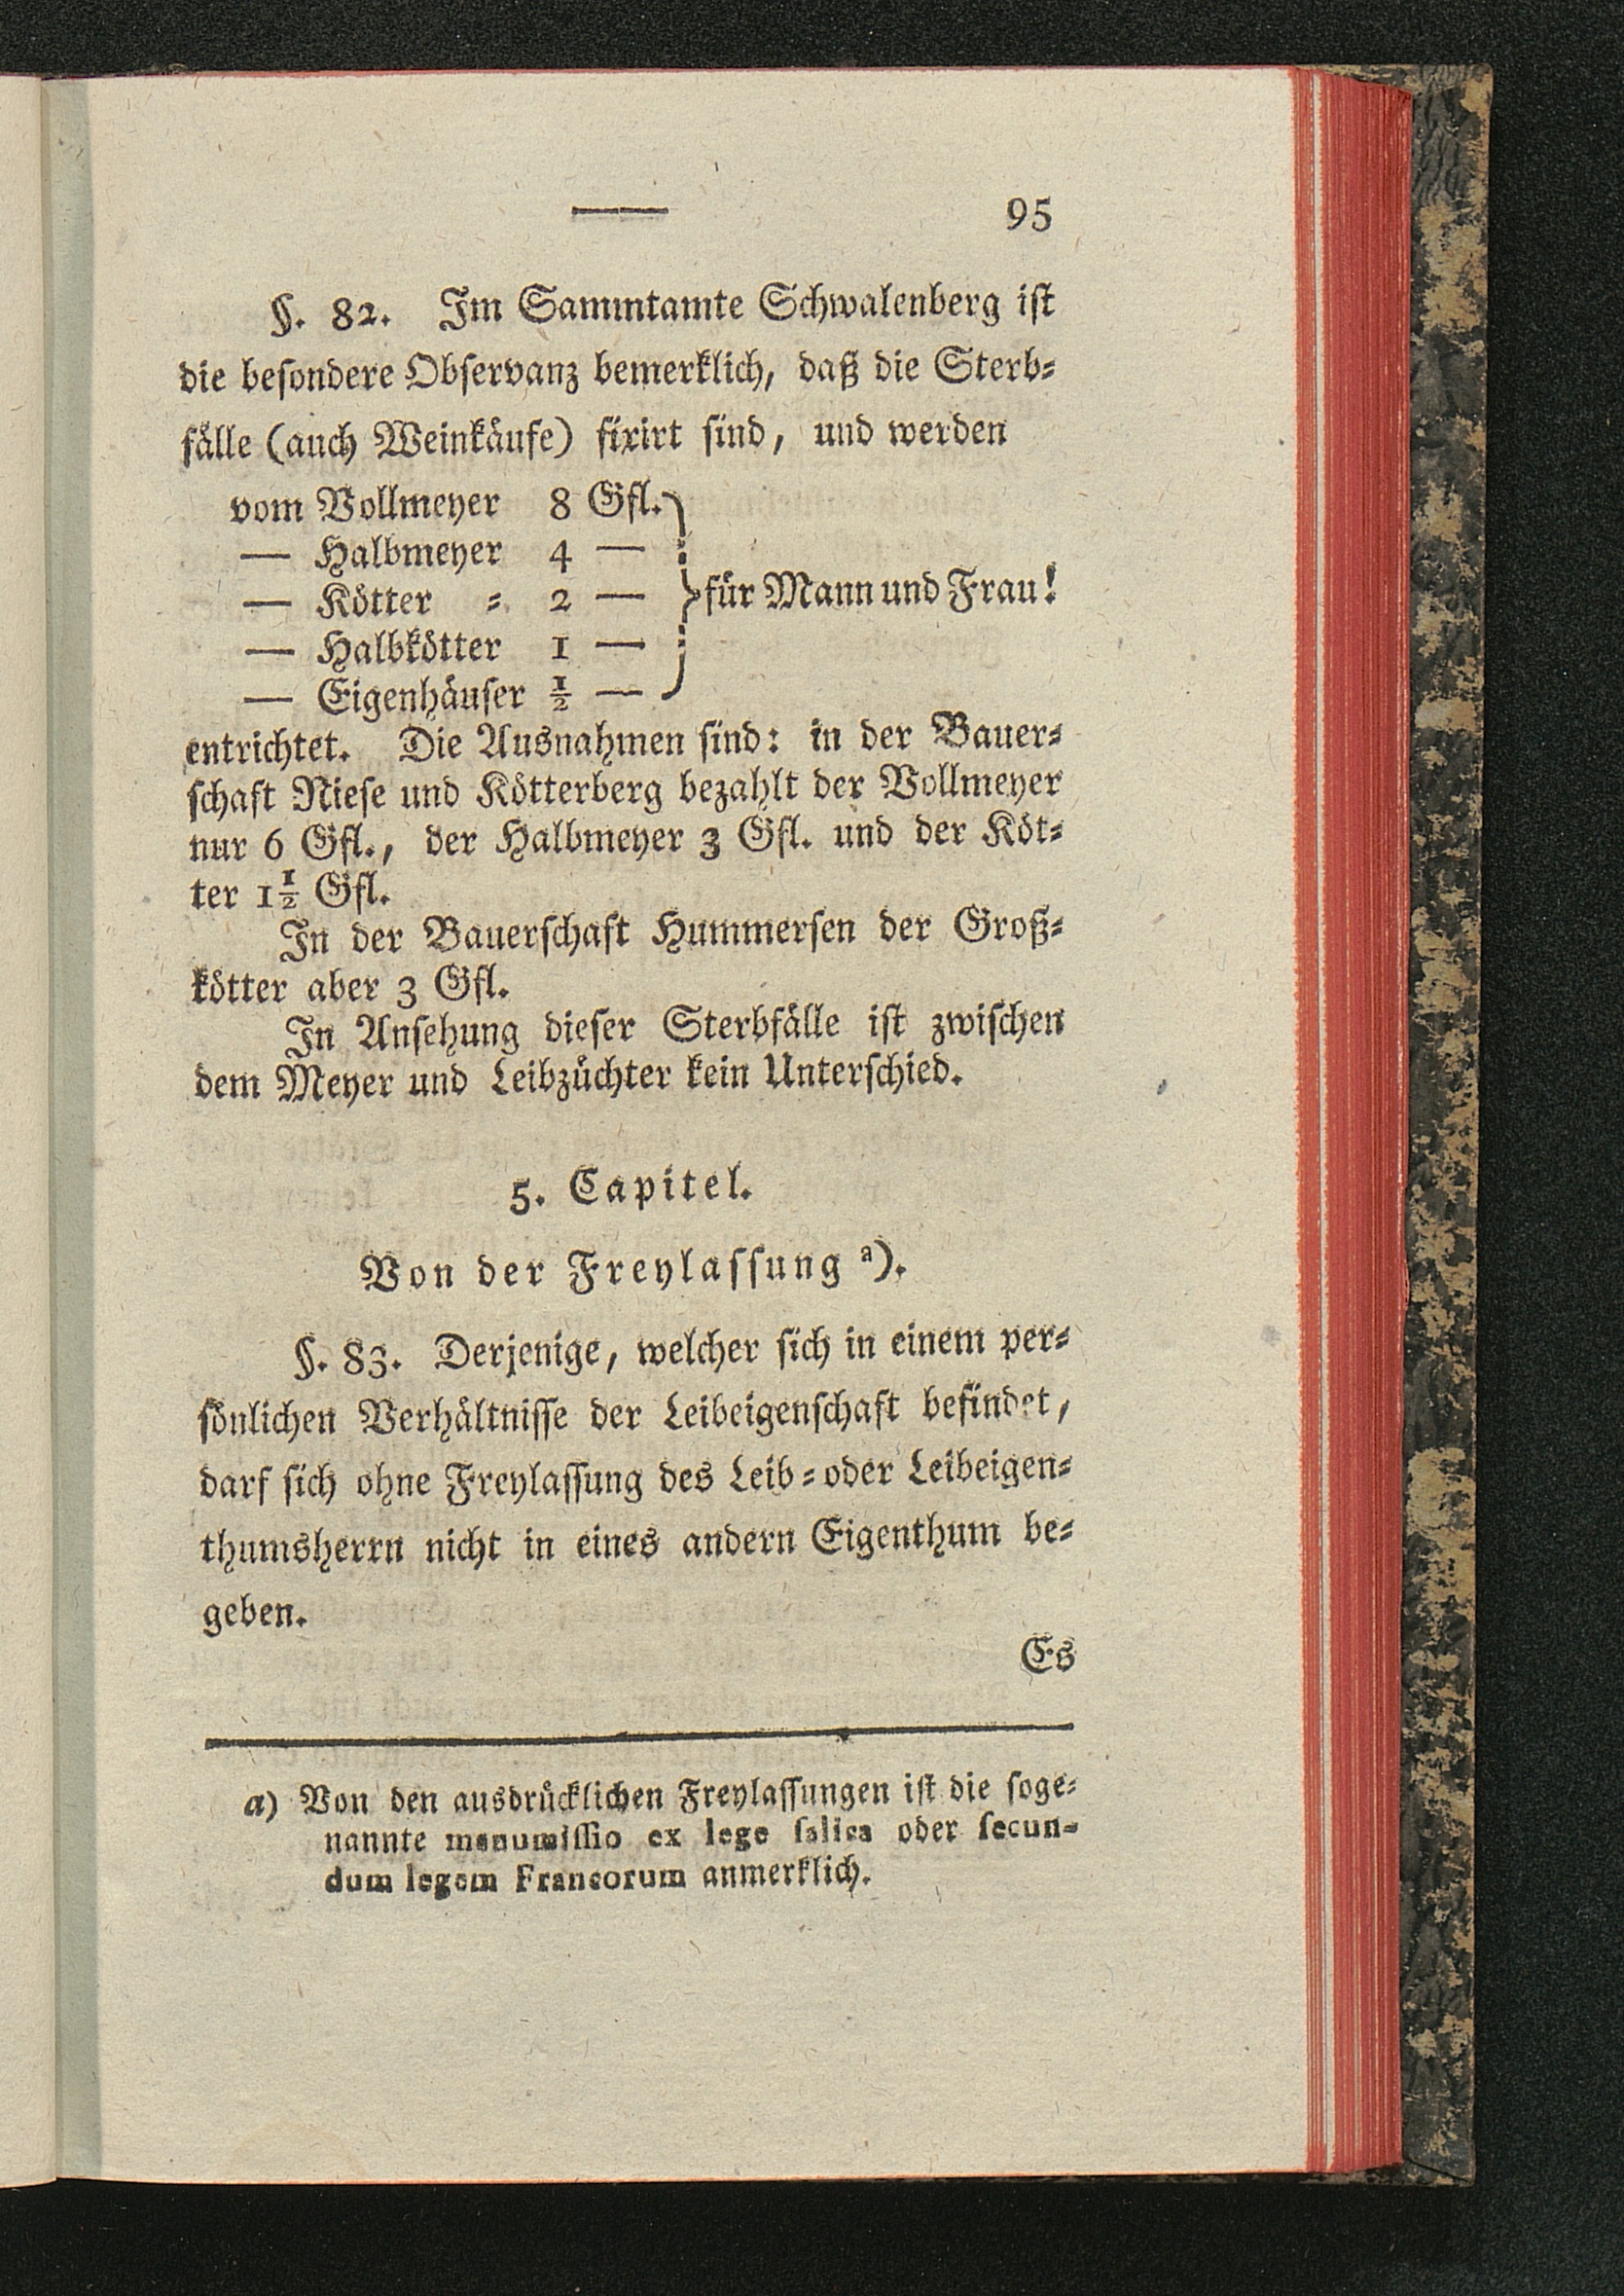 — 95
§. 82. Im Sammtamte Schwalenberg ist
die besondere Observanz bemerklich, daß die Sterb-
fälle (auch Weinkäufe) fixirt sind, und werden
vom Vollmeyer 8 Gfl.
— Halbmeyer 4 —
— Kötter = 2 — für Mann und Frau!
— Halbkötter 1 —
— Eigenhäuser ½ —
entrichtet. Die Ausnahmen sind: in der Bauer-
schaft Niese und Kötterberg bezahlt der Vollmeyer
nur 6 Gfl., der Halbmeyer 3 Gfl. und der Köt-
ter 1½ Gfl.
In der Bauerschaft Hummersen der Groß-
kötter aber 3 Gfl.
In Ansehung dieser Sterbfälle ist zwischen
dem Meyer und Leibzüchter kein Unterschied.
5. Capitel.
Von der Freylassung a).
§. 83. Derjenige, welcher sich in einem per-
sönlichen Verhältnisse der Leibeigenschaft befindet,
darf sich ohne Freylassung des Leib- oder Leibeigen-
thumsherrn nicht in eines andern Eigenthum be-
geben.
Es
a) Von den ausdrücklichen Freylassungen ist die soge-
nannte manumissio ex lege salica oder secun-
dum legem Francorum anmerklich.